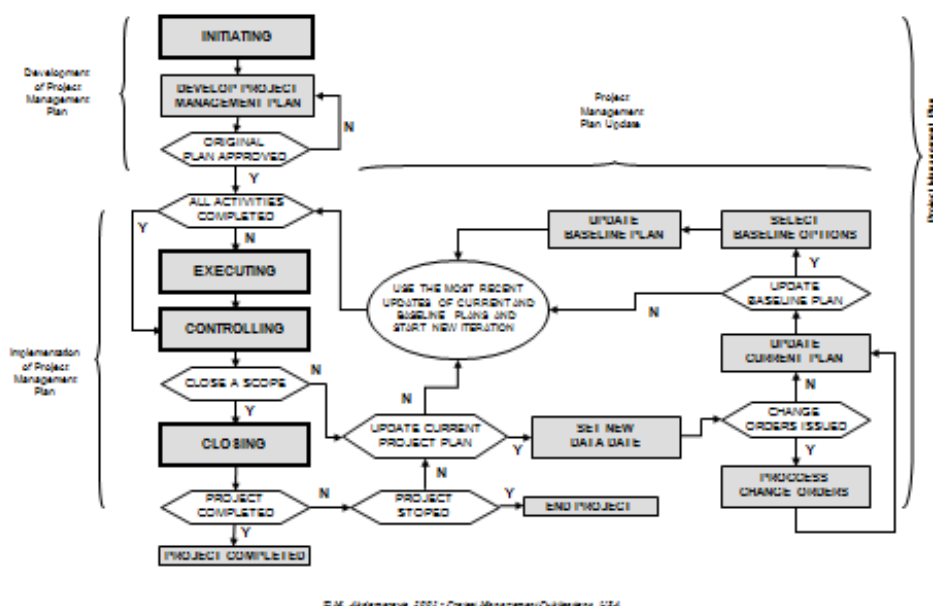 INITIATING
Development
of Project
Management
Plan
DEVELOP PROJECT
MANAGEMENT PLAN
N
Project
Management
Plan Update
ORIGINAL
PLAN APPROVED
Y
ALL ACTIVITIES
COMPLETED
Y
N
UPDATE
BASELINE PLAN
SELECT
BASELINE OPTIONS
Y
EXECUTING
USE THE MOST RECENT
UPDATES OF CURRENT AND
BASELINE PLANS AND
START NEW ITERATION
N
UPDATE
BASELINE PLAN
CONTROLLING
Implementation
of Project
Management
Plan
UPDATE
CURRENT PLAN
CLOSE A SCOPE
N
Y
N
N
CLOSING
UPDATE CURRENT
PROJECT PLAN
Y
SET NEW
DATA DATE
CHANGE
ORDERS ISSUED
Y
N
PROJECT
COMPLETED
N
PROJECT
STOPED
Y
END PROJECT
PROCCESS
CHANGE ORDERS
Y
PROJECT COMPLETED
Project Management Plan